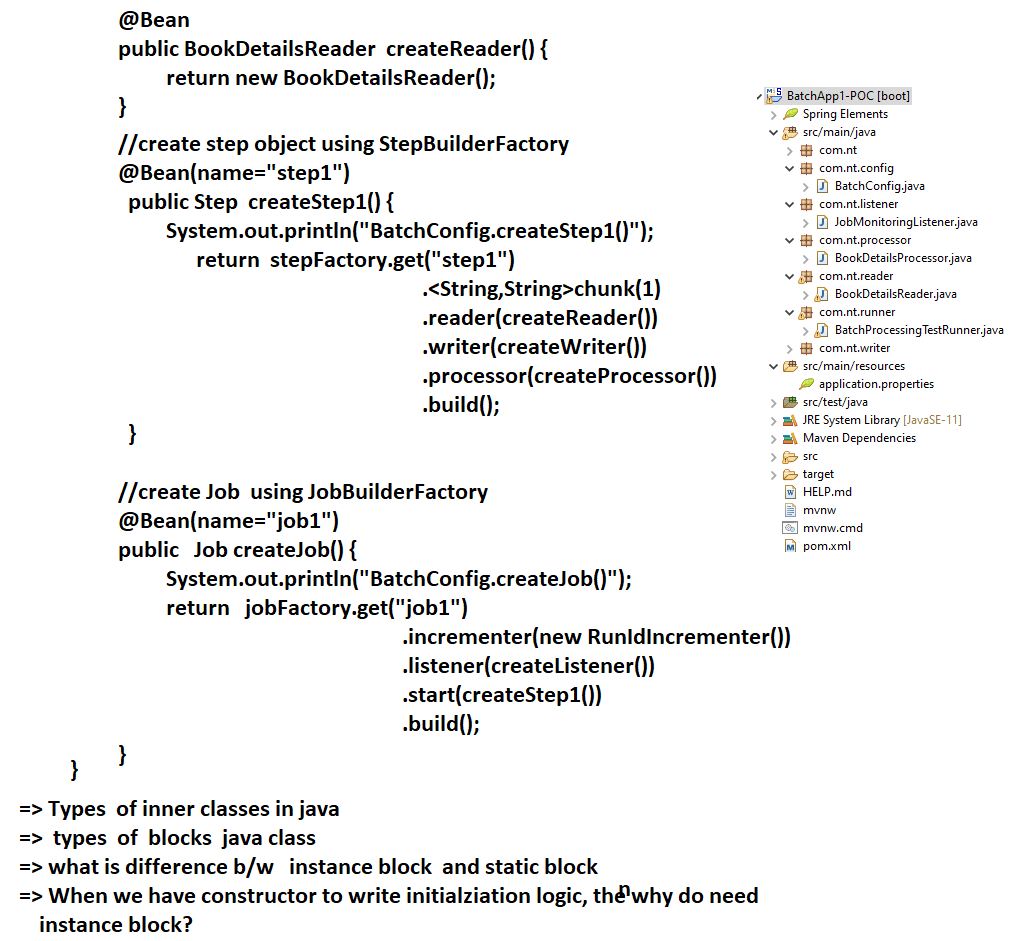 @Bean
public BookDetailsReader createReader() {
return new BookDetailsReader();
}
//create step object using StepBuilderFactory
@Bean(name="step1")
public Step createStep1() {
System.out.println("BatchConfig.createStep1()");
return stepFactory.get("step1")
.<String,String>chunk(1)
.reader(createReader())
.writer(createWriter())
.processor(createProcessor())
.build();
}
//create Job using JobBuilderFactory
@Bean(name="job1")
public Job createJob() {
System.out.println("BatchConfig.createJob()");
return jobFactory.get("job1")
.incrementer(new RunIdIncrementer())
.listener(createListener())
.start(createStep1())
.build();
}
}
=> Types of inner classes in java
=> types of blocks java class
=> what is difference b/w instance block and static block
=> When we have constructor to write initialziation logic, then why do need
instance block?
BatchApp1-POC [boot]
Spring Elements
src/main/java
com.nt
com.nt.config
BatchConfig.java
com.nt.listener
JobMonitoringListener.java
com.nt.processor
BookDetailsProcessor.java
com.nt.reader
BookDetailsReader.java
com.nt.runner
BatchProcessingTestRunner.java
com.nt.writer
src/main/resources
application.properties
src/test/java
JRE System Library [JavaSE-11]
Maven Dependencies
src
target
HELP.md
mvnw
mvnw.cmd
pom.xml